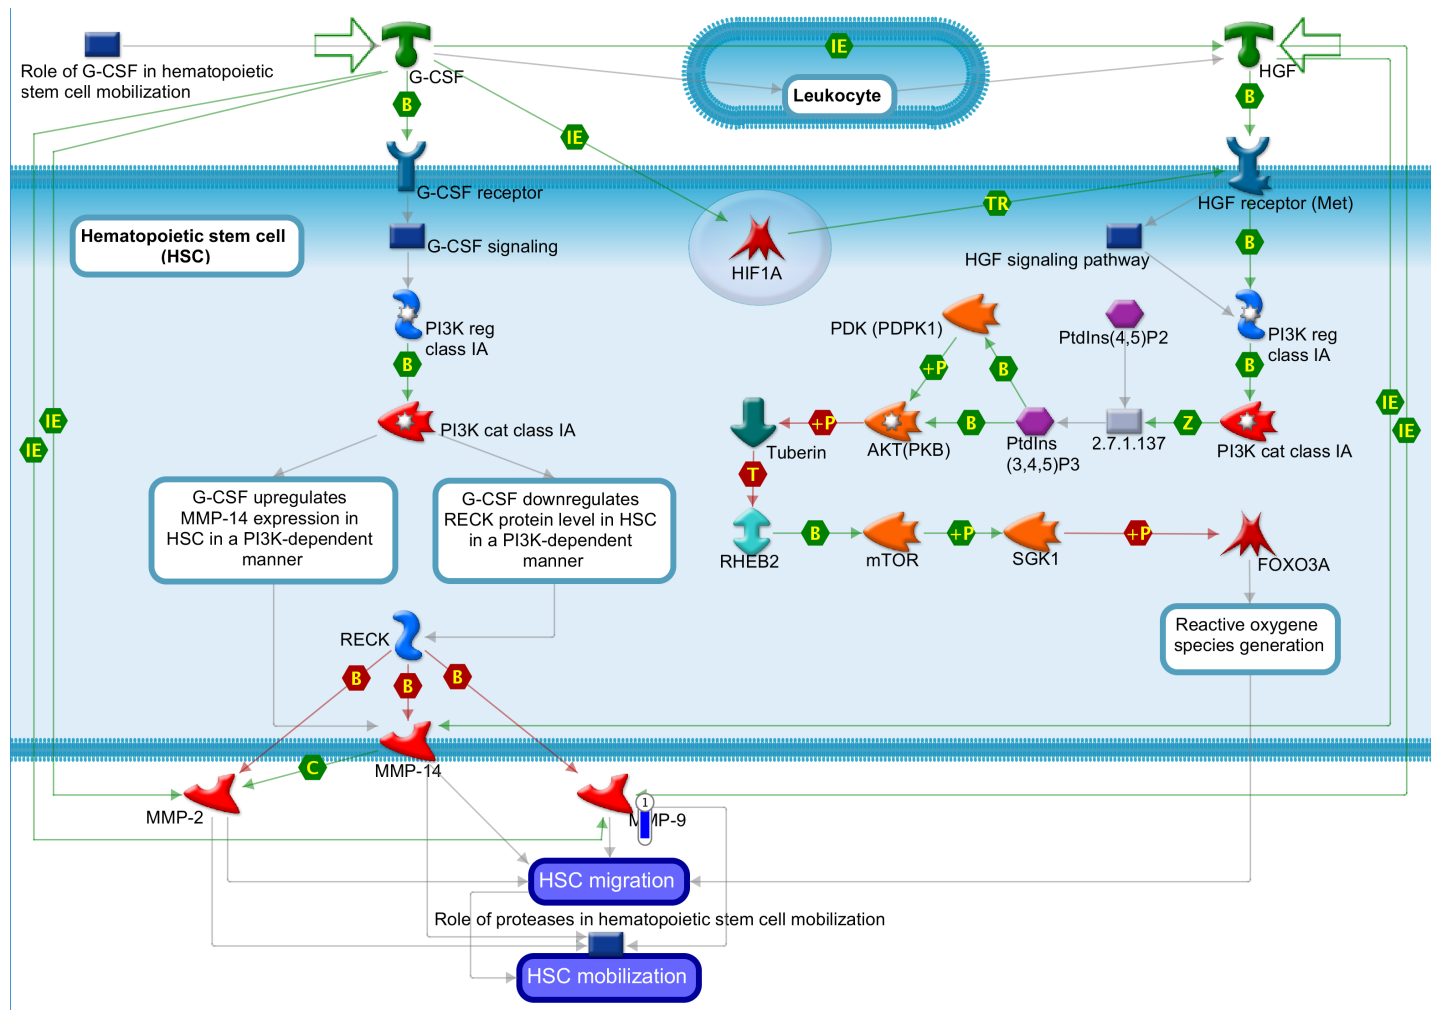 Role of G-CSF in hematopoietic
stem cell mobilization
G-CSF
IE
Leukocyte
HGF
B
B
IE
G-CSF receptor
TR
HGF receptor (Met)
Hematopoietic stem cell
(HSC)
G-CSF signaling
HIF1A
B
HGF signaling pathway
PI3K reg
class IA
PDK (PDPK1)
PtdIns(4,5)P2
PI3K reg
class IA
B
+P
B
B
IE
IE
IE
IE
PI3K cat class IA
Tuberin
+P
AKT(PKB)
B
PtdIns
(3,4,5)P3
2.7.1.137
Z
PI3K cat class IA
T
G-CSF upregulates
MMP-14 expression in
HSC in a PI3K-dependent
manner
G-CSF downregulates
RECK protein level in HSC
in a PI3K-dependent
manner
RHEB2
B
mTOR
+P
SGK1
+P
FOXO3A
RECK
Reactive oxygene
species generation
B
B
B
MMP-14
C
MMP-2
1
MMP-9
HSC migration
Role of proteases in hematopoietic stem cell mobilization
HSC mobilization